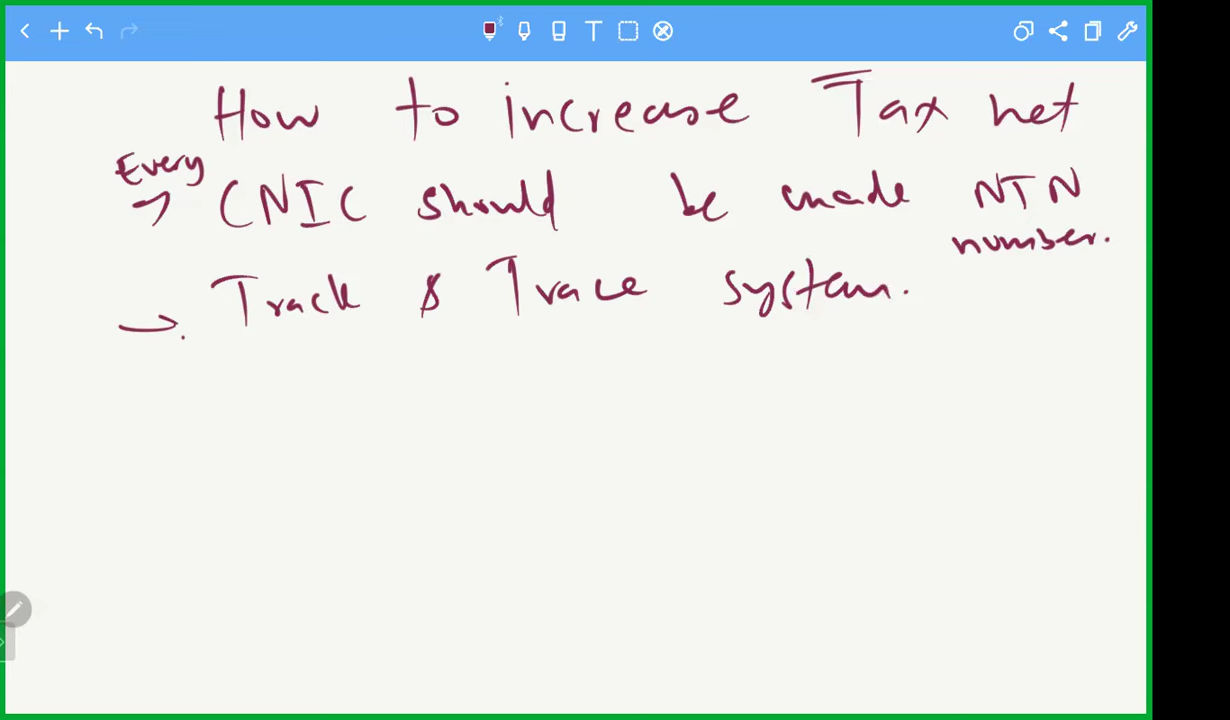 How to increase Tax net
→ Every CNIC should be made NTN
number.
→ Track & Trace system.